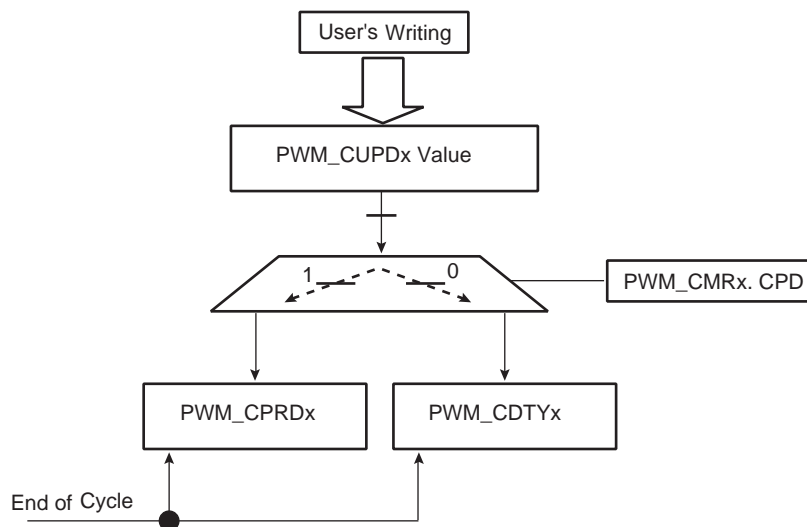 User's Writing
PWM_CUPDx Value
1
0
PWM_CMRx. CPD
PWM_CPRDx
PWM_CDTYx
End of Cycle